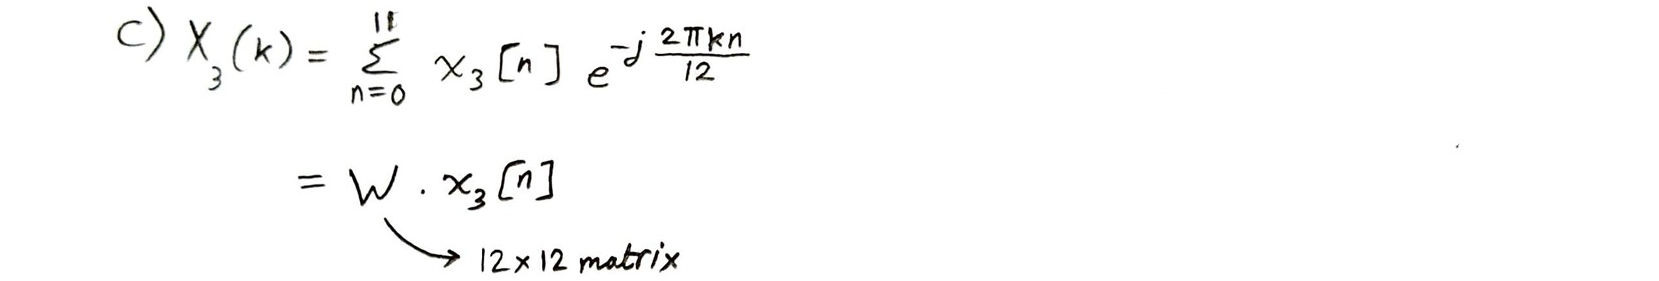 c) X₃(k) = Σ_{n=0}^{11} x₃[n] e^{-j 2πkn/12}
= W . x₃[n]
→ 12×12 matrix